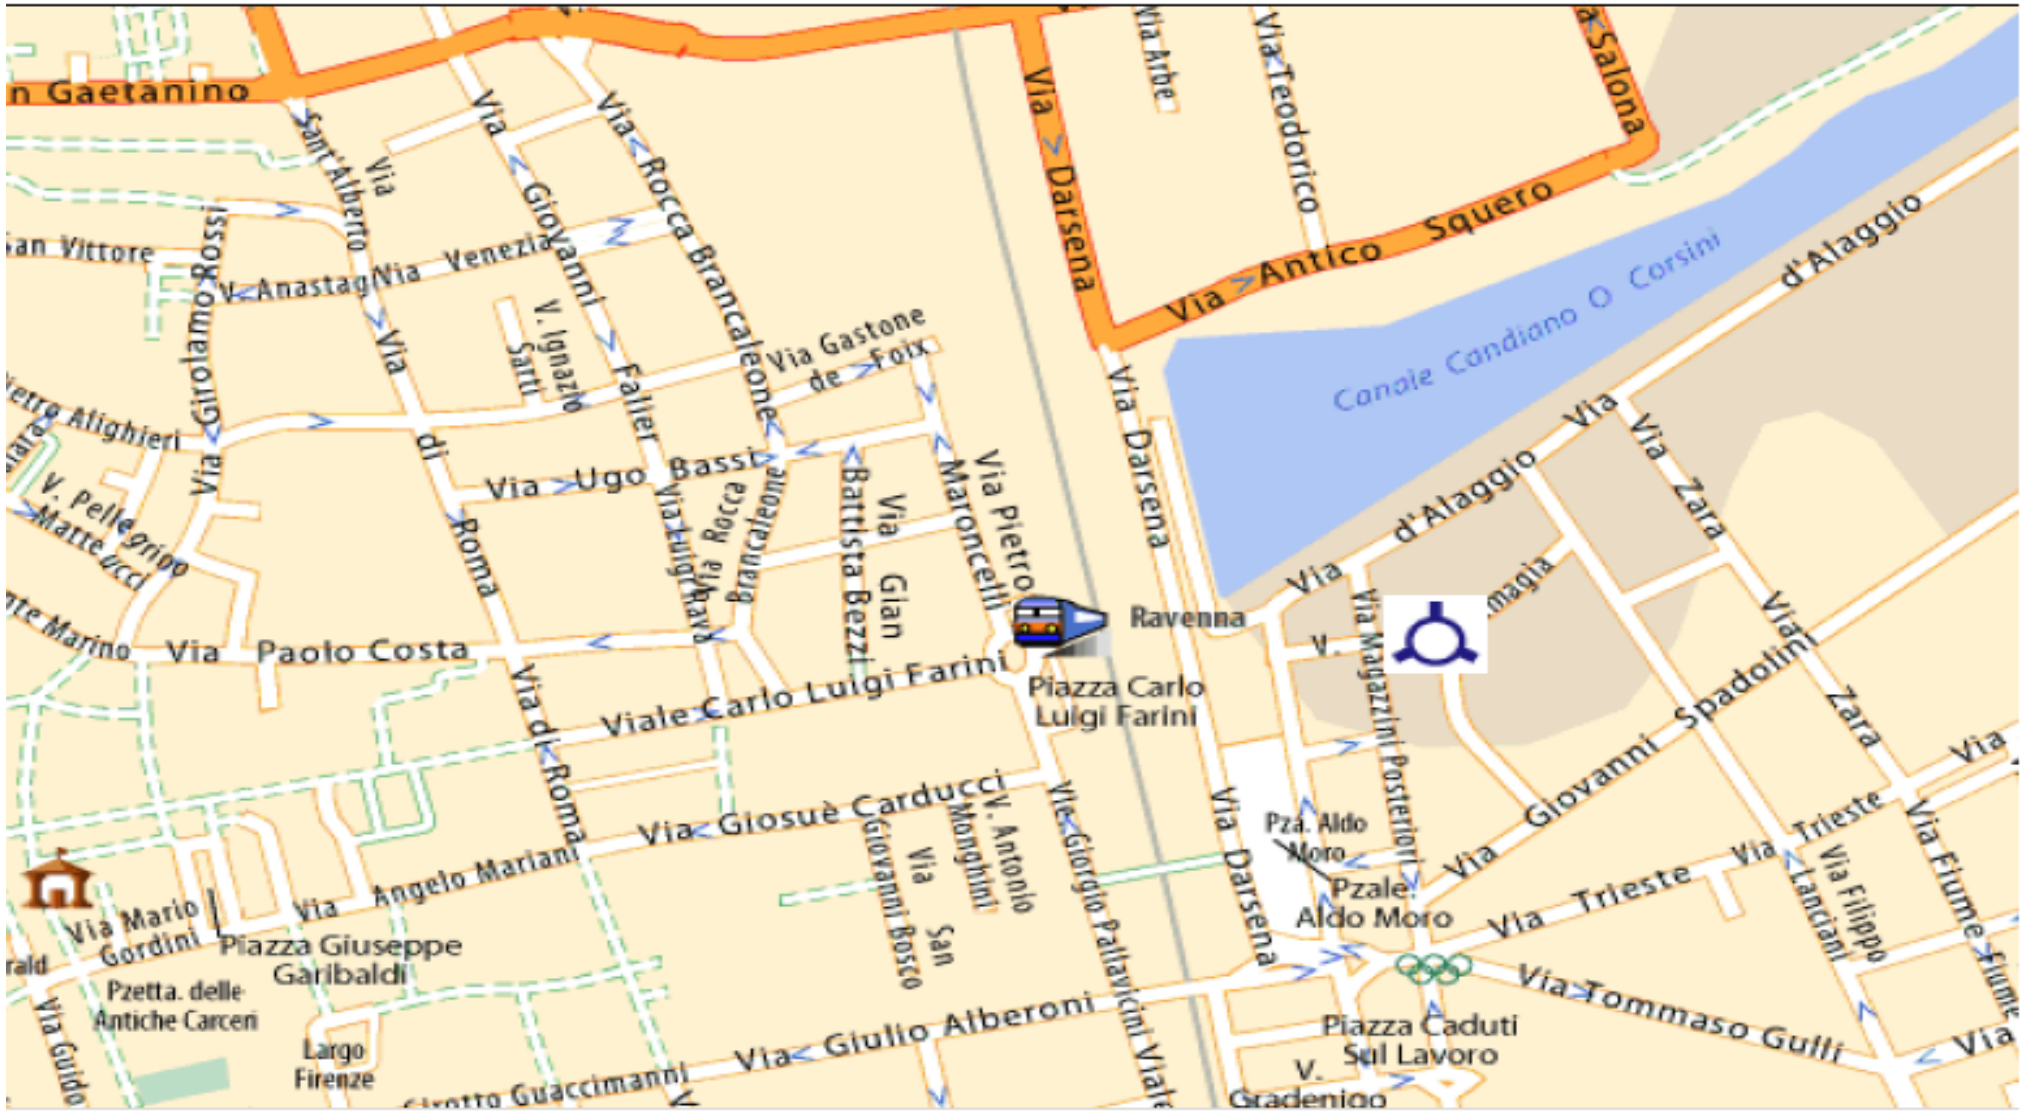 n Gaetanino
Via Arbe
Via Teodorico
a Salona
Via Darsena
Sant'Alberto
Via
Via Giovanni Falier
Via Rocca Brancaleone
an Vittore
V. Anastagi
Via Venezia
Via Antico Squero
d'Alaggio
Canale Candiano O Corsini
Via Girolamo Rossi
V. Ignazio
Sarti
Via Gastone
de Foix
ietro Alighieri
Via di Roma
Via Darsena
Via
Via Zara
d'Alaggio
V. Pellegrino
Matteucci
Via Ugo Bassi
Via Luigi Rava
Via Rocca
Brancaleone
Via Gian
Battista Bezzi
Via Pietro
Maroncelli
Via
magia
Ravenna
nte Marino
Via Paolo Costa
V.
Via Magazzini Posteriori
Viale Carlo Luigi Farini
Piazza Carlo
Luigi Farini
Via di Roma
Via Giovanni Spadolini
Via Zara
Via
Via Giosuè Carducci
V. Antonio
Monghini
Via San
Giovanni Bosco
Vle Giorgio Pallavicini Viale
Via Darsena
Pza. Aldo
Moro
Pzale.
Aldo Moro
Via Trieste
Via Trieste
Via Filippo
Lanciani
Via Fiume
Fiume
Via Angelo Mariani
Via Mario
Gordini
Piazza Giuseppe
Garibaldi
rald
Pzetta. delle
Antiche Carceri
Via Guido
Largo
Firenze
Via Giulio Alberoni
Guaccimanni
V.
Via Tommaso Gulli
Via
Piazza Caduti
Sul Lavoro
V.
Gradenigo